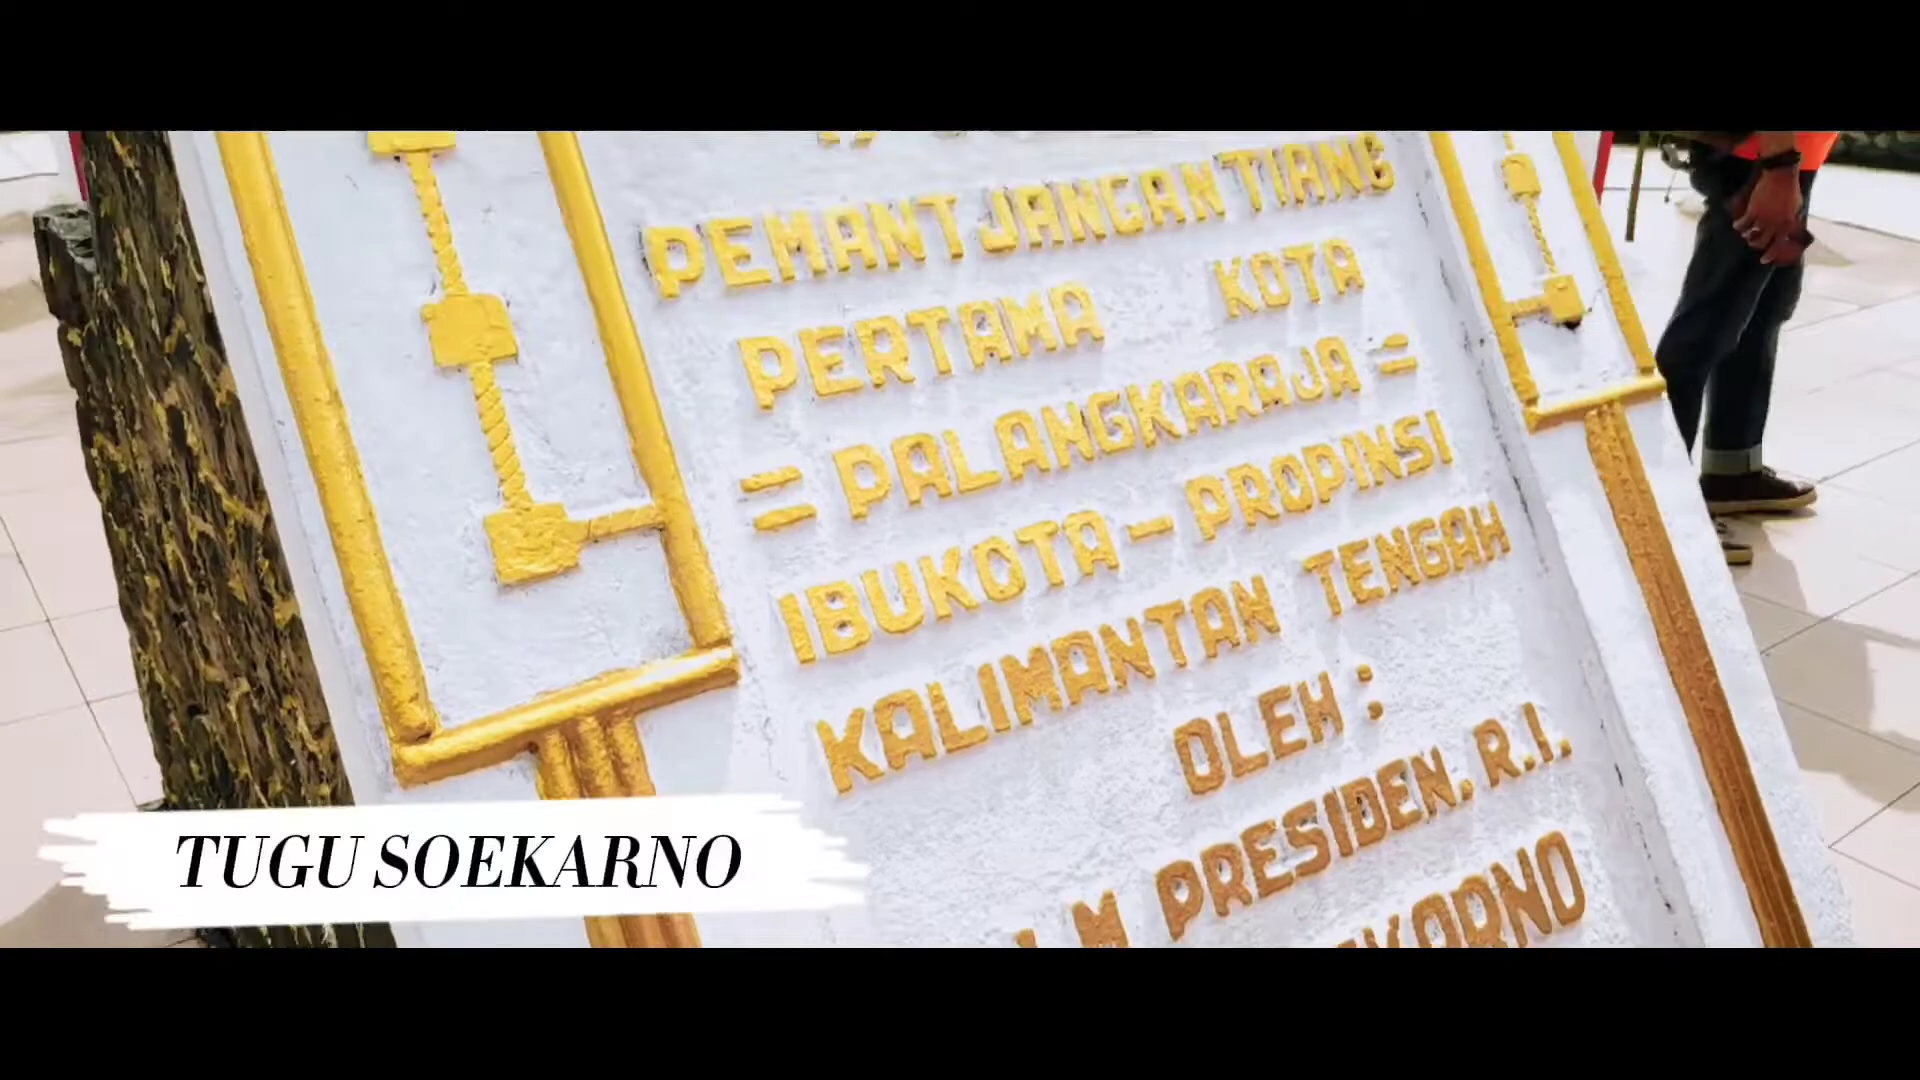 PEMANTJANGAN TIANG
PERTAMA KOTA
= PALANGKARAJA =
IBUKOTA - PROPINSI
KALIMANTAN TENGAH
OLEH :
PRESIDEN. R.I.
TUGU SOEKARNO